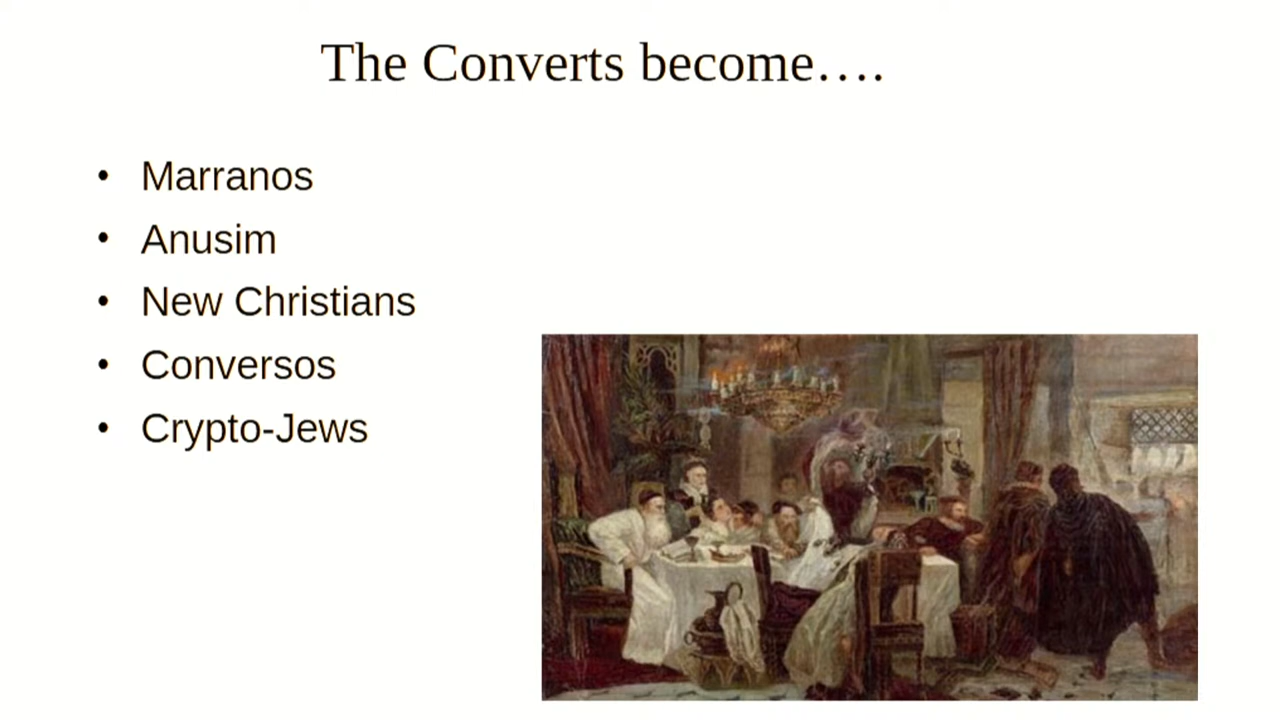 The Converts become….
• Marranos
• Anusim
• New Christians
• Conversos
• Crypto-Jews